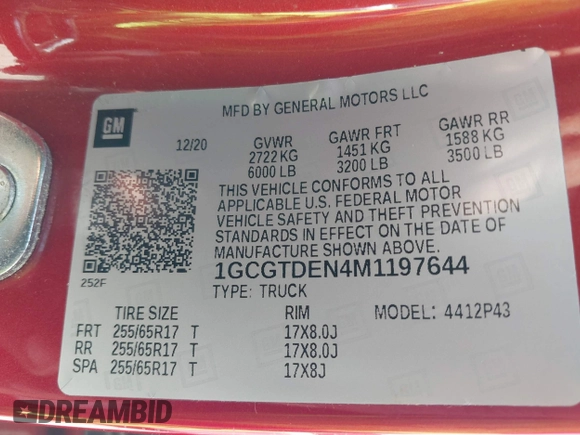 GM
MFD BY GENERAL MOTORS LLC
12/20 GVWR GAWR FRT GAWR RR
2722 KG 1451 KG 1588 KG
6000 LB 3200 LB 3500 LB
THIS VEHICLE CONFORMS TO ALL
APPLICABLE U.S. FEDERAL MOTOR
VEHICLE SAFETY AND THEFT PREVENTION
STANDARDS IN EFFECT ON THE DATE OF
MANUFACTURE SHOWN ABOVE.
252F
1GCGTDEN4M1197644
TYPE: TRUCK MODEL: 4412P43
TIRE SIZE RIM
FRT 255/65R17 T 17X8.0J
RR 255/65R17 T 17X8.0J
SPA 255/65R17 T 17X8J
DREAMBID